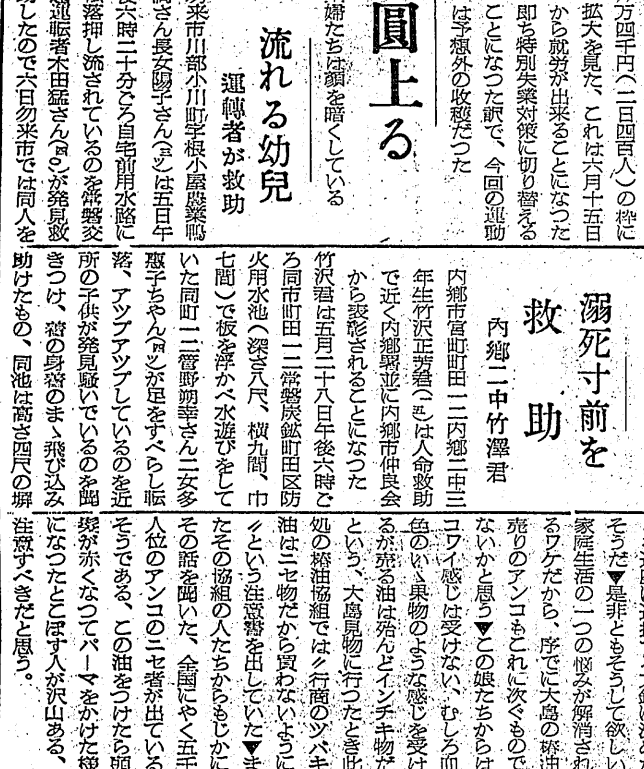 万四千円(一日四百人)の枠に
拡大を見た、これは六月十五日
から就労が出来ることになつた
即ち特別失業対策に切り替える
ことになつた訳で、今回の運動
は予想外の収穫だつた
圓上る
婦たちは顔を暗くしている
流れる幼兒
運轉者が救助
来市川部小川町字根小屋農業鴨
さん長女陽子さん(三ツ)は五日午
後六時二十分ごろ自宅前用水路に
落押し流されているのを常磐交
運転者木田猛さん(四〇)が発見救
助したので六日勿来市では同人を
溺死寸前を
救助
内鄕二中竹澤君
内郷市宮町町田一二内郷二中三
年生竹沢正芳君(一五)は人命救助
で近く内郷署並に内郷市仲良会
から表彰されることになつた
竹沢君は五月二十八日午後六時ご
ろ同市町田一二常磐炭鉱町田区防
火用水池(深さ八尺、横九間、巾
七間)で板を浮かべ水遊びをして
いた同町一二菅野朔幸さん二女多
恵子ちやん(四ツ)が足をすべらし転
落、アツプアツプしているのを近
所の子供が発見騒いでいるのを聞
きつけ、着の身着のまゝ飛び込み
助けたもの、同池は高さ四尺の塀
そうだ▼是非ともそうして欲しい
家庭生活の一つの悩みが解消され
るワケだから、序でに大島の椿油
売りのアンコもこれに次ぐもので
ないかと思う▼この娘たちからは
コワイ感じは受けない、むしろ血
色のいゝ果物のような感じを受け
るが売る油は殆んどインチキ物だ
という、大島見物に行つたとき此
処の椿油協組では〃行商のツバキ
油はニセ物だから買わないように
〃という注意書を出していた▼ま
たその協組の人たちからもじかに
その話を聞いた、全国にやく五千
人位のアンコのニセ者が出ている
そうである、この油をつけたら頭
髪が赤くなつてパーマをかけた様
になつたとこぼす人が沢山ある、
注意すべきだと思う。